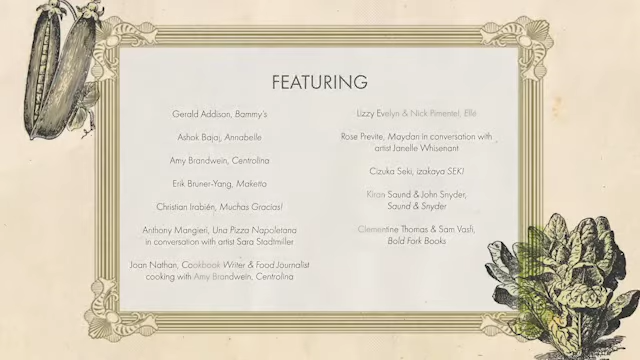 FEATURING
Gerald Addison, Bammy's
Ashok Bajaj, Annabelle
Amy Brandwein, Centrolina
Erik Bruner-Yang, Maketto
Christian Irabién, Muchas Gracias!
Anthony Mangieri, Una Pizza Napoletana
in conversation with artist Sara Stadtmiller
Joan Nathan, Cookbook Writer & Food Journalist
cooking with Amy Brandwein, Centrolina
Lizzy Evelyn & Nick Pimentel, Ellē
Rose Previte, Maydan in conversation with
artist Janelle Whisenant
Cizuka Seki, izakaya SEKI
Kiran Saund & John Snyder,
Saund & Snyder
Clementine Thomas & Sam Vasfi,
Bold Fork Books